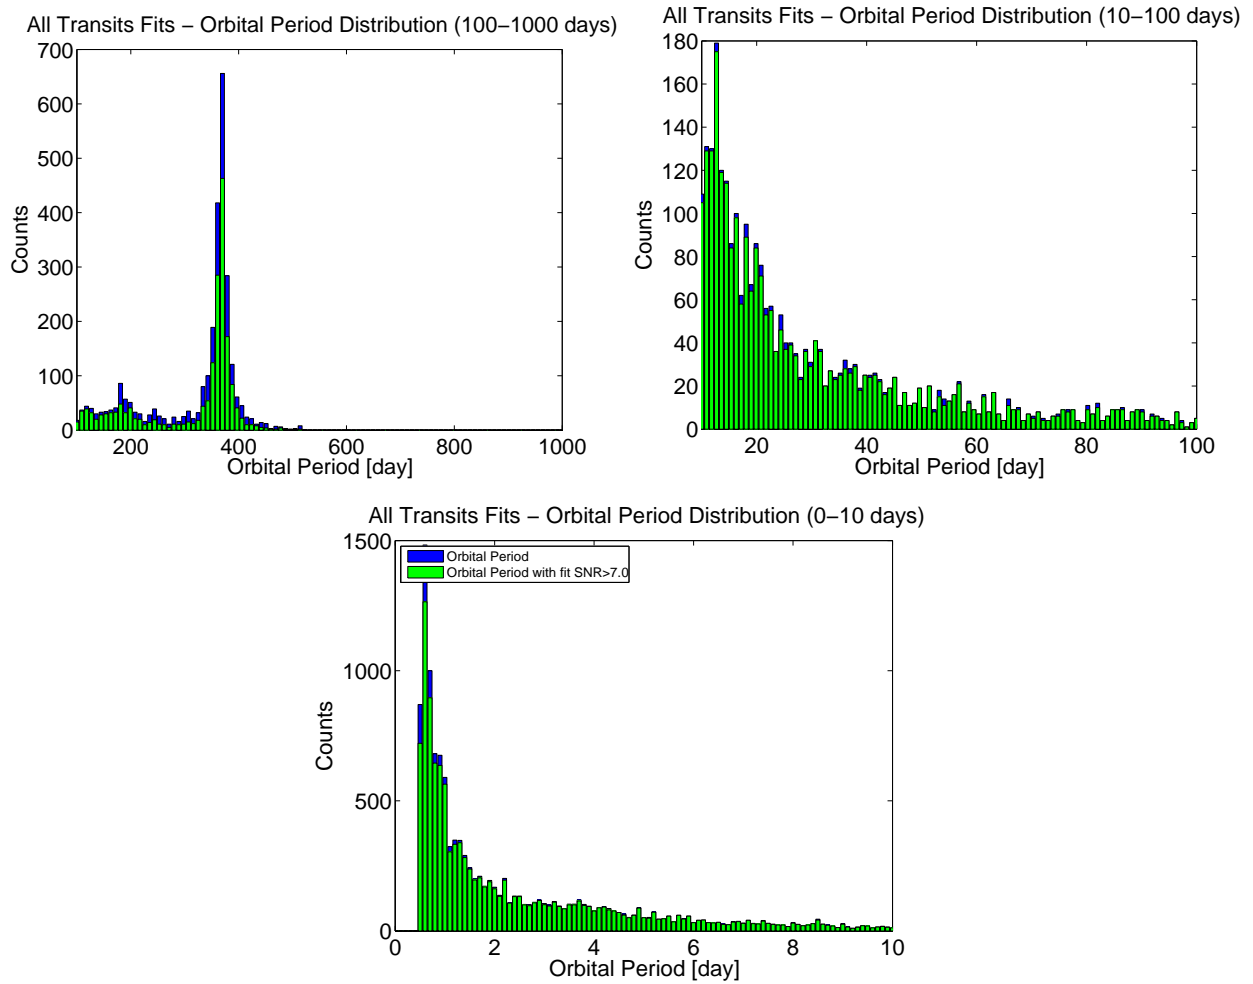 All Transits Fits − Orbital Period Distribution (100−1000 days)
700
600
500
400
300
200
100
0
Counts
200 400 600 800 1000
Orbital Period [day]
All Transits Fits − Orbital Period Distribution (10−100 days)
180
160
140
120
100
80
60
40
20
0
Counts
20 40 60 80 100
Orbital Period [day]
All Transits Fits − Orbital Period Distribution (0−10 days)
1500
1000
500
0
Counts
Orbital Period
Orbital Period with fit SNR>7.0
0 2 4 6 8 10
Orbital Period [day]